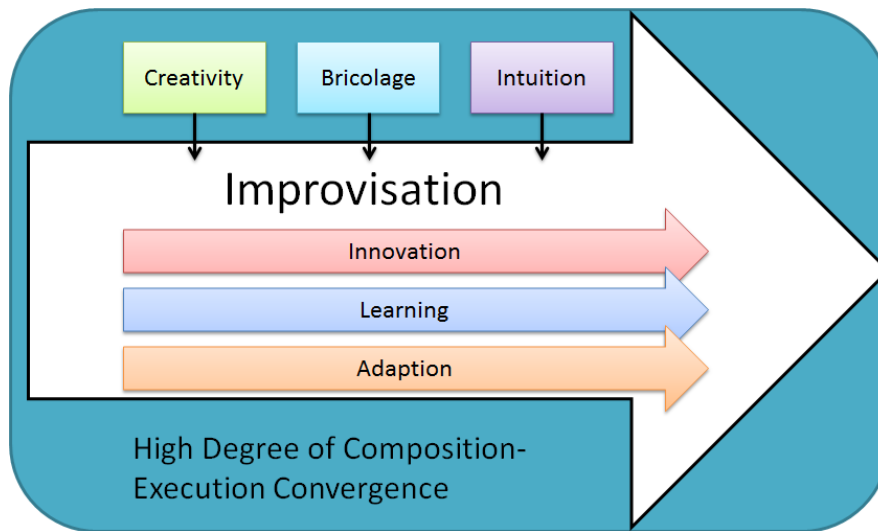 Creativity
Bricolage
Intuition
Improvisation
Innovation
Learning
Adaption
High Degree of Composition-
Execution Convergence